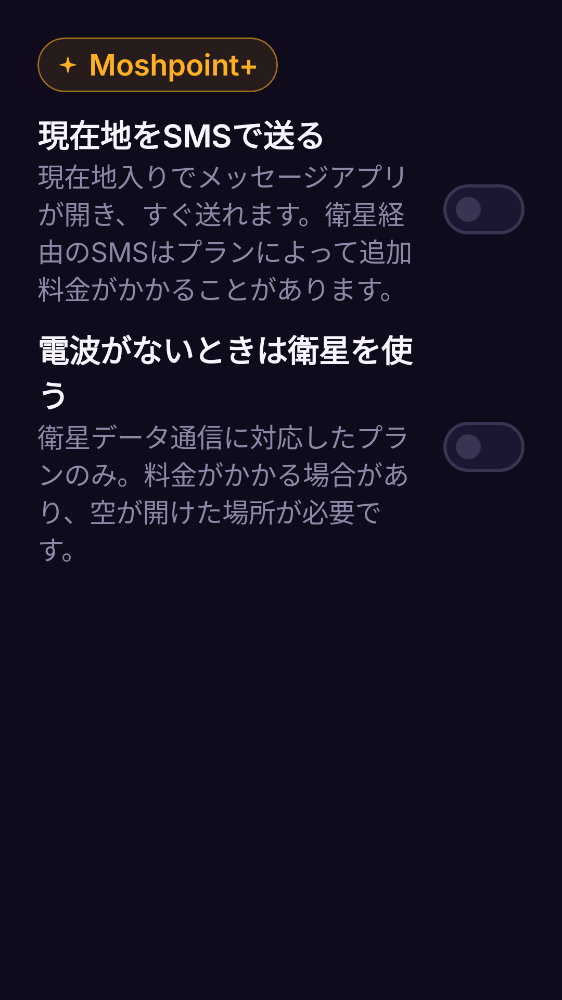 Moshpoint+
現在地をSMSで送る
現在地入りでメッセージアプリ
が開き、すぐ送れます。衛星経
由のSMSはプランによって追加
料金がかかることがあります。
電波がないときは衛星を使
う
衛星データ通信に対応したプラ
ンのみ。料金がかかる場合があ
り、空が開けた場所が必要で
す。